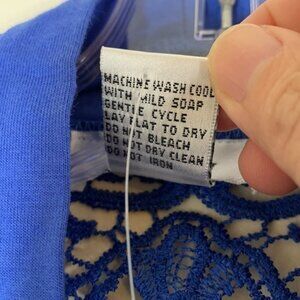 MACHINE WASH COOL
WITH MILD SOAP
GENTLE CYCLE
LAY FLAT TO DRY
DO NOT BLEACH
DO NOT DRY CLEAN
DO NOT IRON